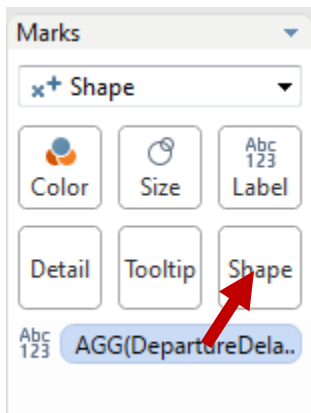 Marks
Shape
Color
Size
Abc
123
Label
Detail
Tooltip
Shape
Abc
123
AGG(DepartureDela..